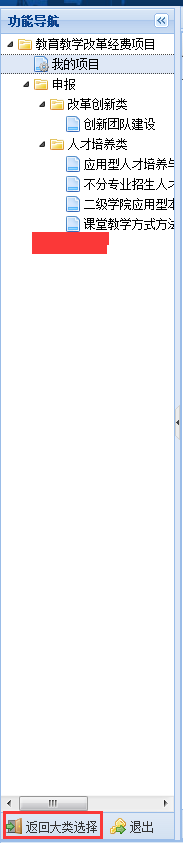 功能导航
教育教学改革经费项目
我的项目
申报
改革创新类
创新团队建设
人才培养类
应用型人才培养与
不分专业招生人才
二级学院应用型本
课堂教学方式方法
返回大类选择 退出